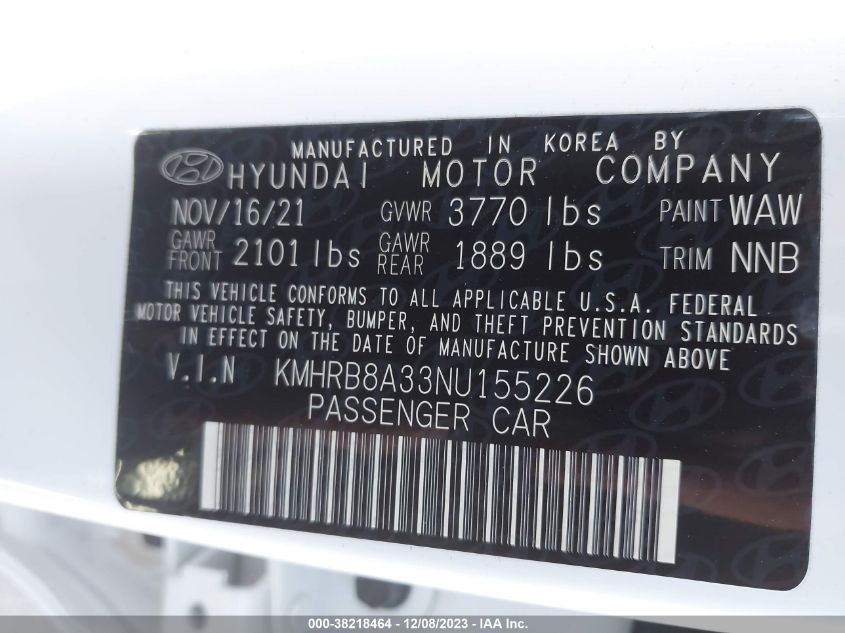 MANUFACTURED IN KOREA BY
HYUNDAI MOTOR COMPANY
NOV/16/21 GVWR 3770 lbs PAINT WAW
GAWR FRONT 2101 lbs GAWR REAR 1889 lbs TRIM NNB
THIS VEHICLE CONFORMS TO ALL APPLICABLE U.S.A. FEDERAL
MOTOR VEHICLE SAFETY, BUMPER, AND THEFT PREVENTION STANDARDS
IN EFFECT ON THE DATE OF MANUFACTURE SHOWN ABOVE
V.I.N KMHRB8A33NU155226
PASSENGER CAR
000-38218464 - 12/08/2023 - IAA Inc.